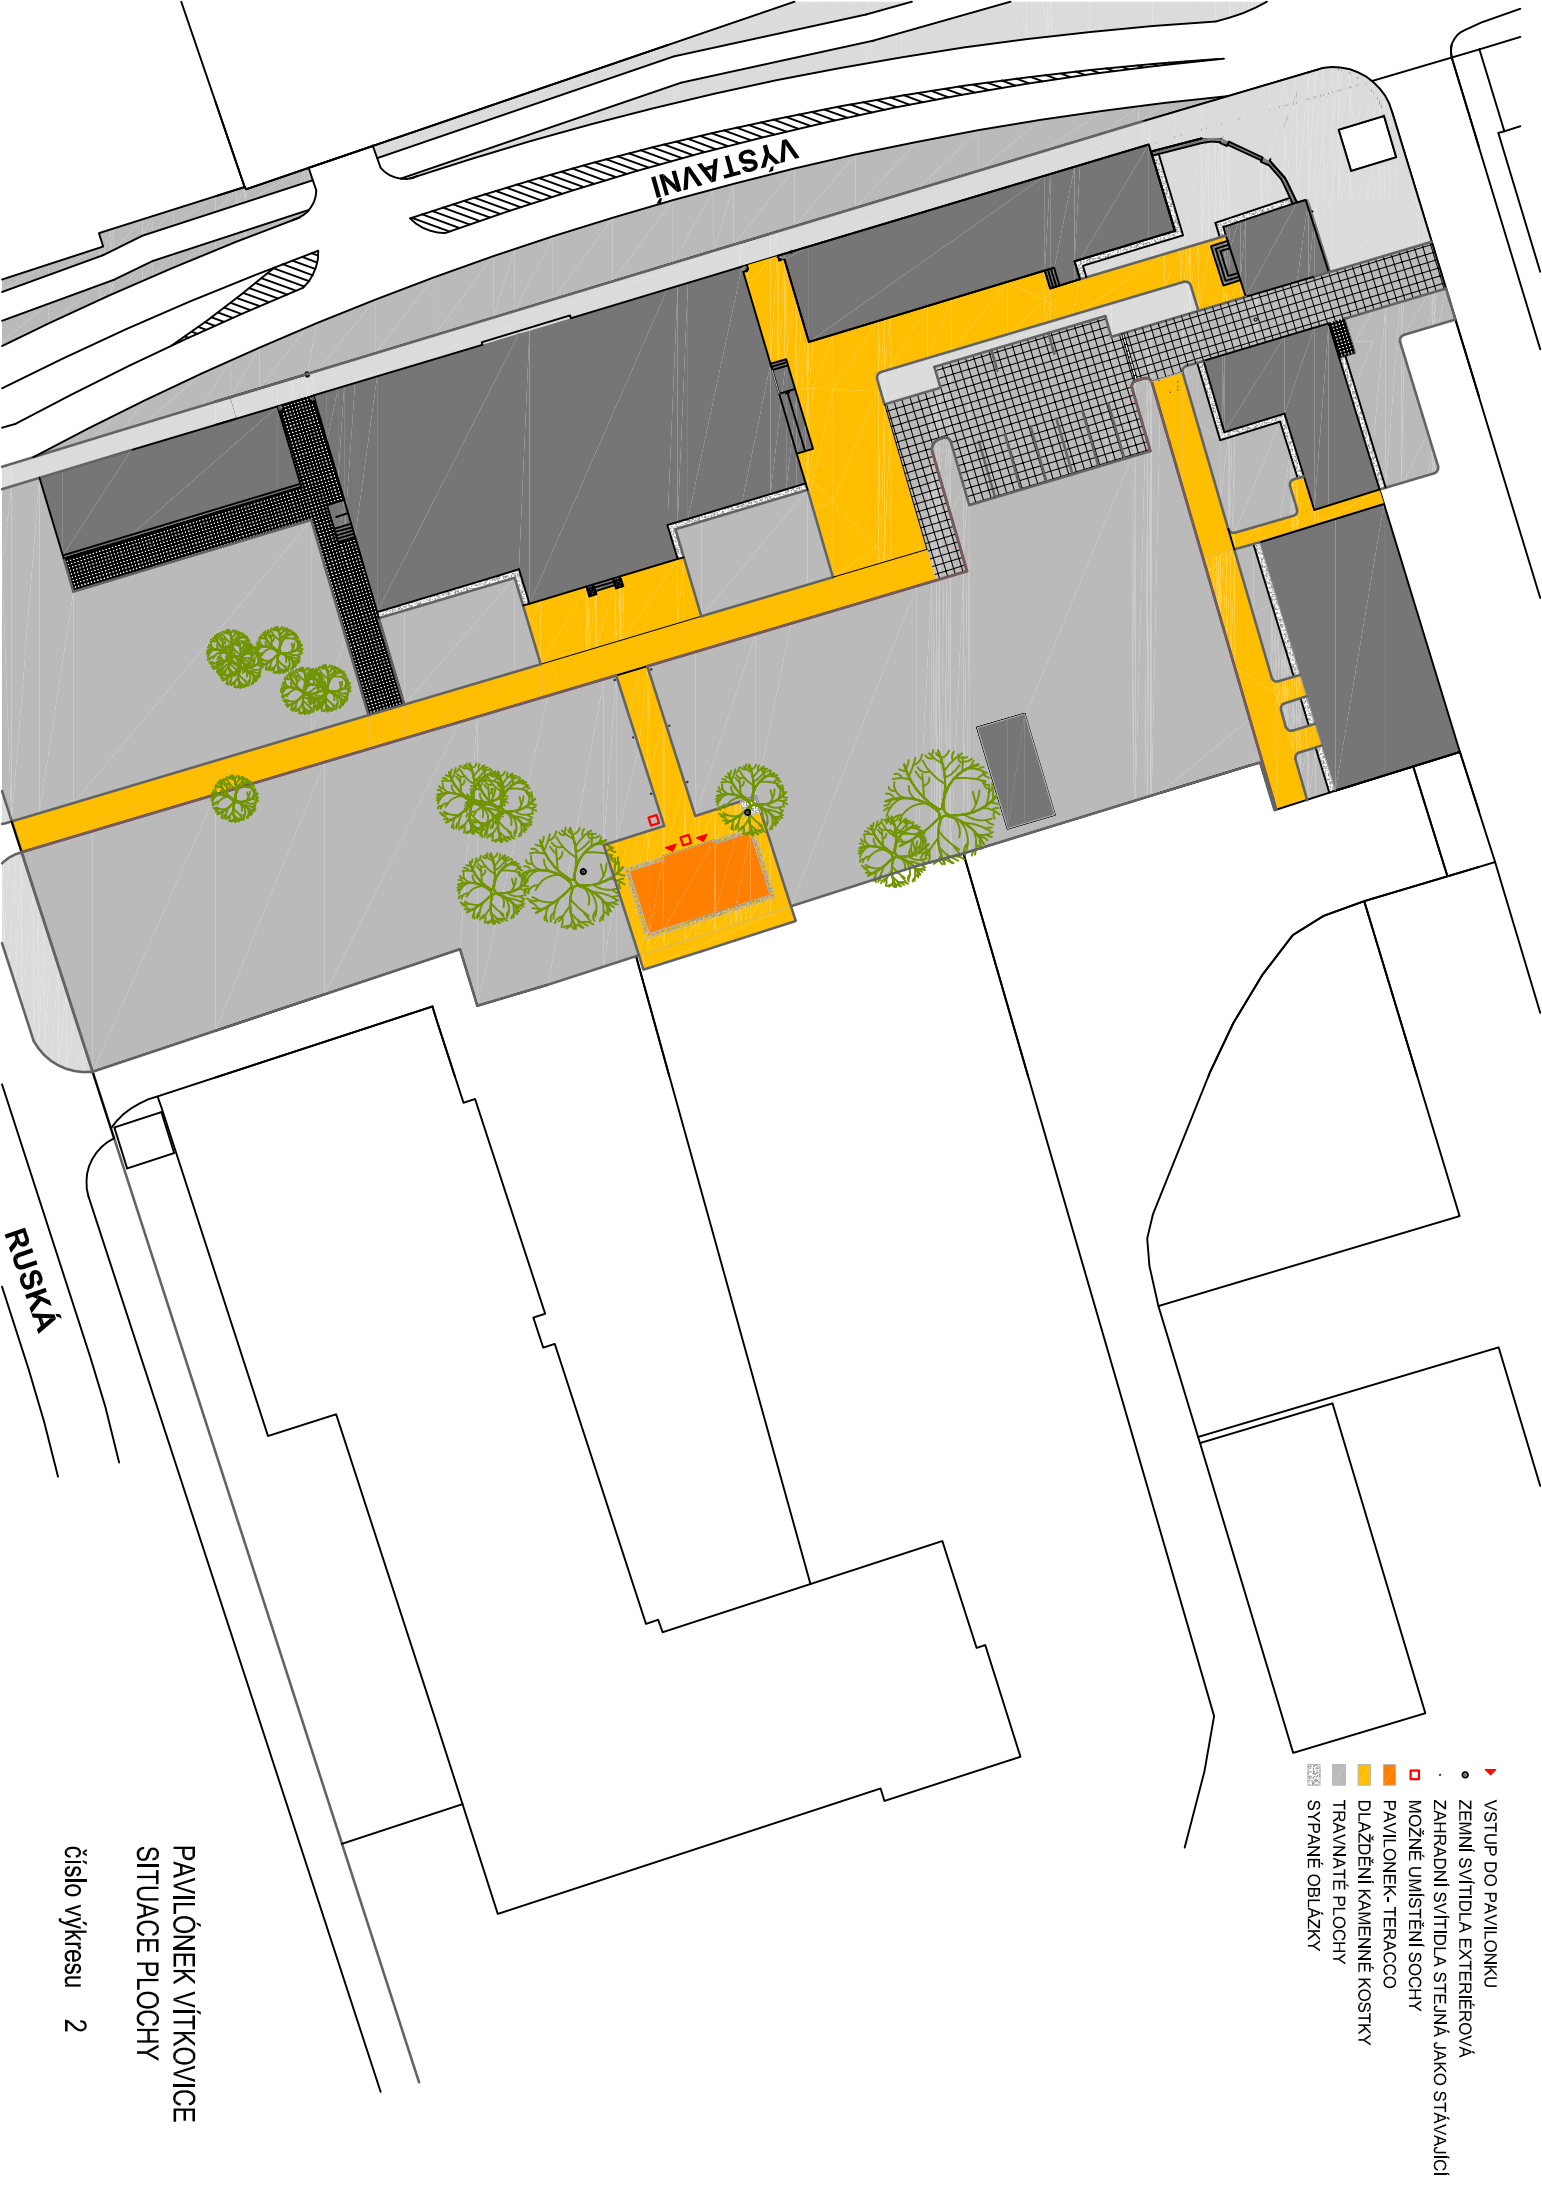 VÝSTAVNÍ
RUSKÁ
VSTUP DO PAVILONKU
ZEMNÍ SVÍTIDLA EXTERIÉROVÁ
ZAHRADNÍ SVÍTIDLA STEJNÁ JAKO STÁVAJÍCÍ
MOŽNÉ UMÍSTĚNÍ SOCHY
PAVILONEK- TERACCO
DLAŽDĚNÍ KAMENNÉ KOSTKY
TRAVNATÉ PLOCHY
SYPANÉ OBLÁZKY
PAVILÓNEK VÍTKOVICE
SITUACE PLOCHY
číslo výkresu 2